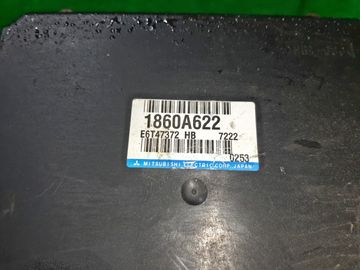 1860A622
E6T47372 HB 7222
0253
MITSUBISHI ELECTRIC CORP. JAPAN